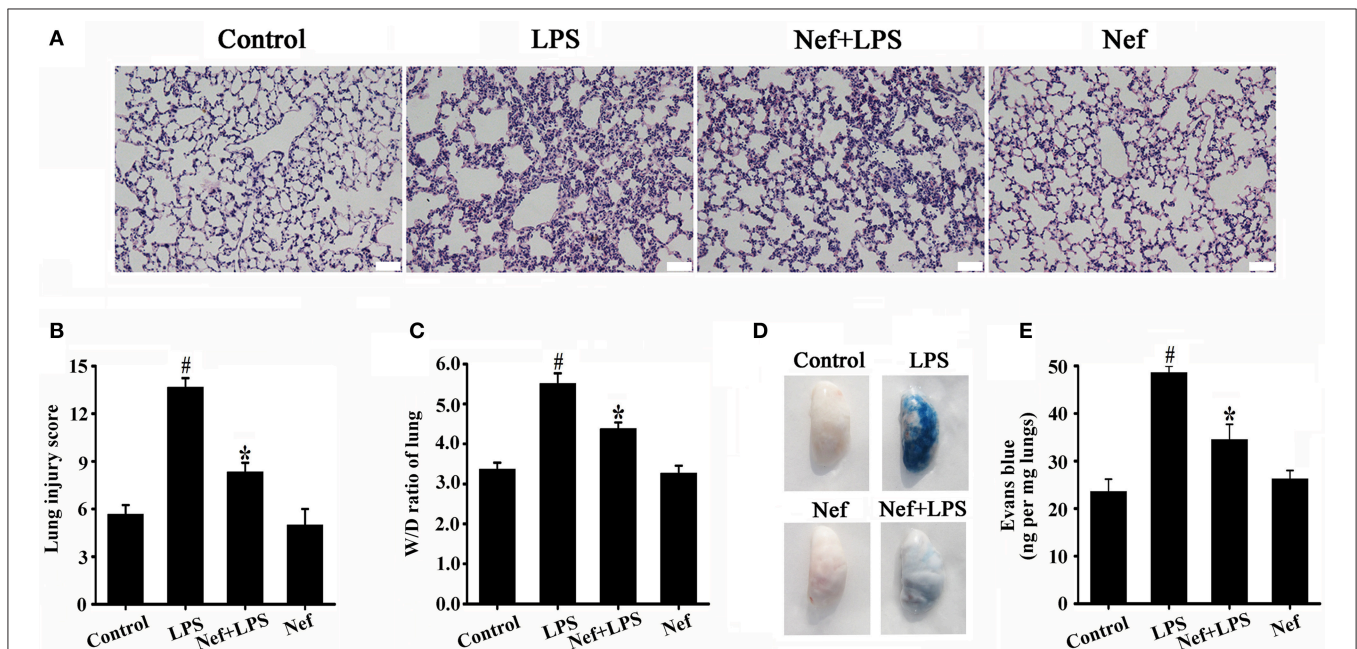 A
Control
LPS
Nef+LPS
Nef
B
15
12
9
6
3
0
Lung injury score
#
*
Control
LPS
Nef+LPS
Nef
C
6.0
5.0
4.0
3.0
2.0
1.0
0.0
W/D ratio of lung
#
*
Control
LPS
Nef+LPS
Nef
D
Control
LPS
Nef
Nef+LPS
E
50
40
30
20
10
0
Evans blue
(ng per mg lungs)
#
*
Control
LPS
Nef+LPS
Nef